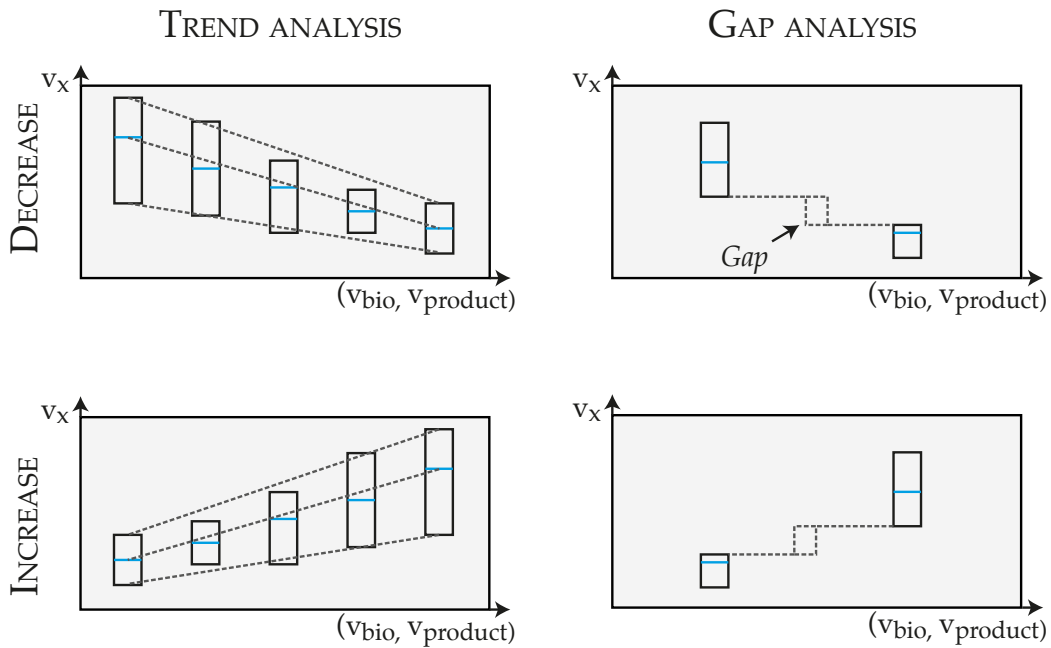 TREND ANALYSIS
GAP ANALYSIS
DECREASE
vx
(vbio, vproduct)
vx
Gap
(vbio, vproduct)
INCREASE
vx
(vbio, vproduct)
vx
(vbio, vproduct)